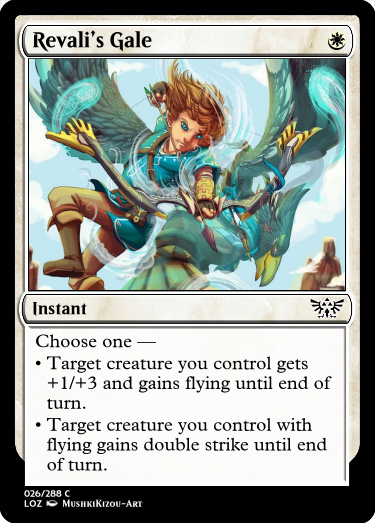 Revali's Gale
Instant
Choose one —
• Target creature you control gets
+1/+3 and gains flying until end of
turn.
• Target creature you control with
flying gains double strike until end
of turn.
026/288 C
LOZ MushkiKizou-Art